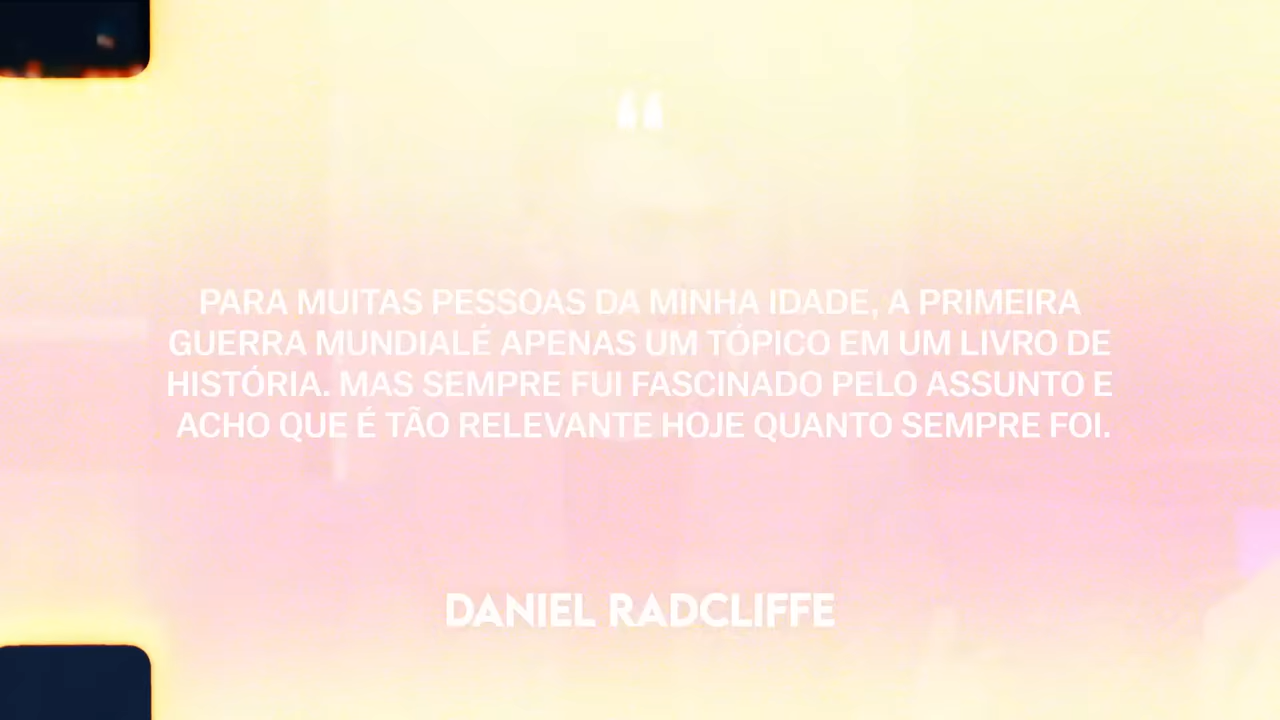 “
PARA MUITAS PESSOAS DA MINHA IDADE, A PRIMEIRA
GUERRA MUNDIALÉ APENAS UM TÓPICO EM UM LIVRO DE
HISTÓRIA. MAS SEMPRE FUI FASCINADO PELO ASSUNTO E
ACHO QUE É TÃO RELEVANTE HOJE QUANTO SEMPRE FOI.
DANIEL RADCLIFFE